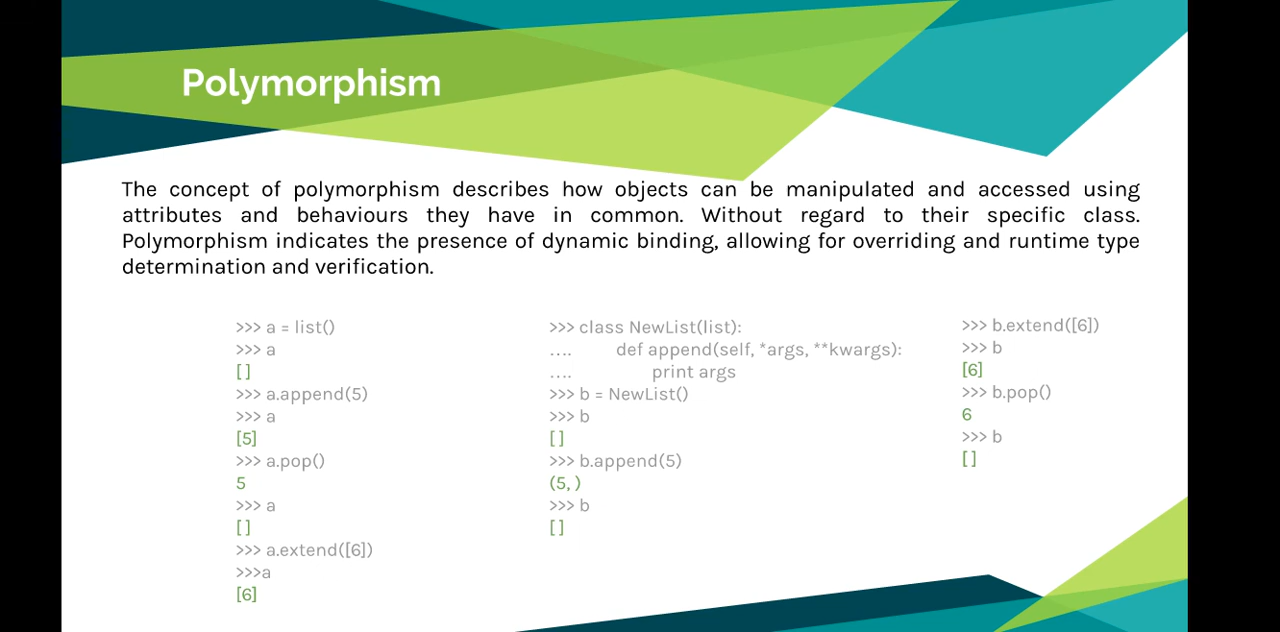 Polymorphism
The concept of polymorphism describes how objects can be manipulated and accessed using
attributes and behaviours they have in common. Without regard to their specific class.
Polymorphism indicates the presence of dynamic binding, allowing for overriding and runtime type
determination and verification.
>>> a = list()
>>> a
[ ]
>>> a.append(5)
>>> a
[5]
>>> a.pop()
5
>>> a
[ ]
>>> a.extend([6])
>>>a
[6]
>>> class NewList(list):
.... def append(self, *args, **kwargs):
.... print args
>>> b = NewList()
>>> b
[ ]
>>> b.append(5)
(5, )
>>> b
[ ]
>>> b.extend([6])
>>> b
[6]
>>> b.pop()
6
>>> b
[ ]